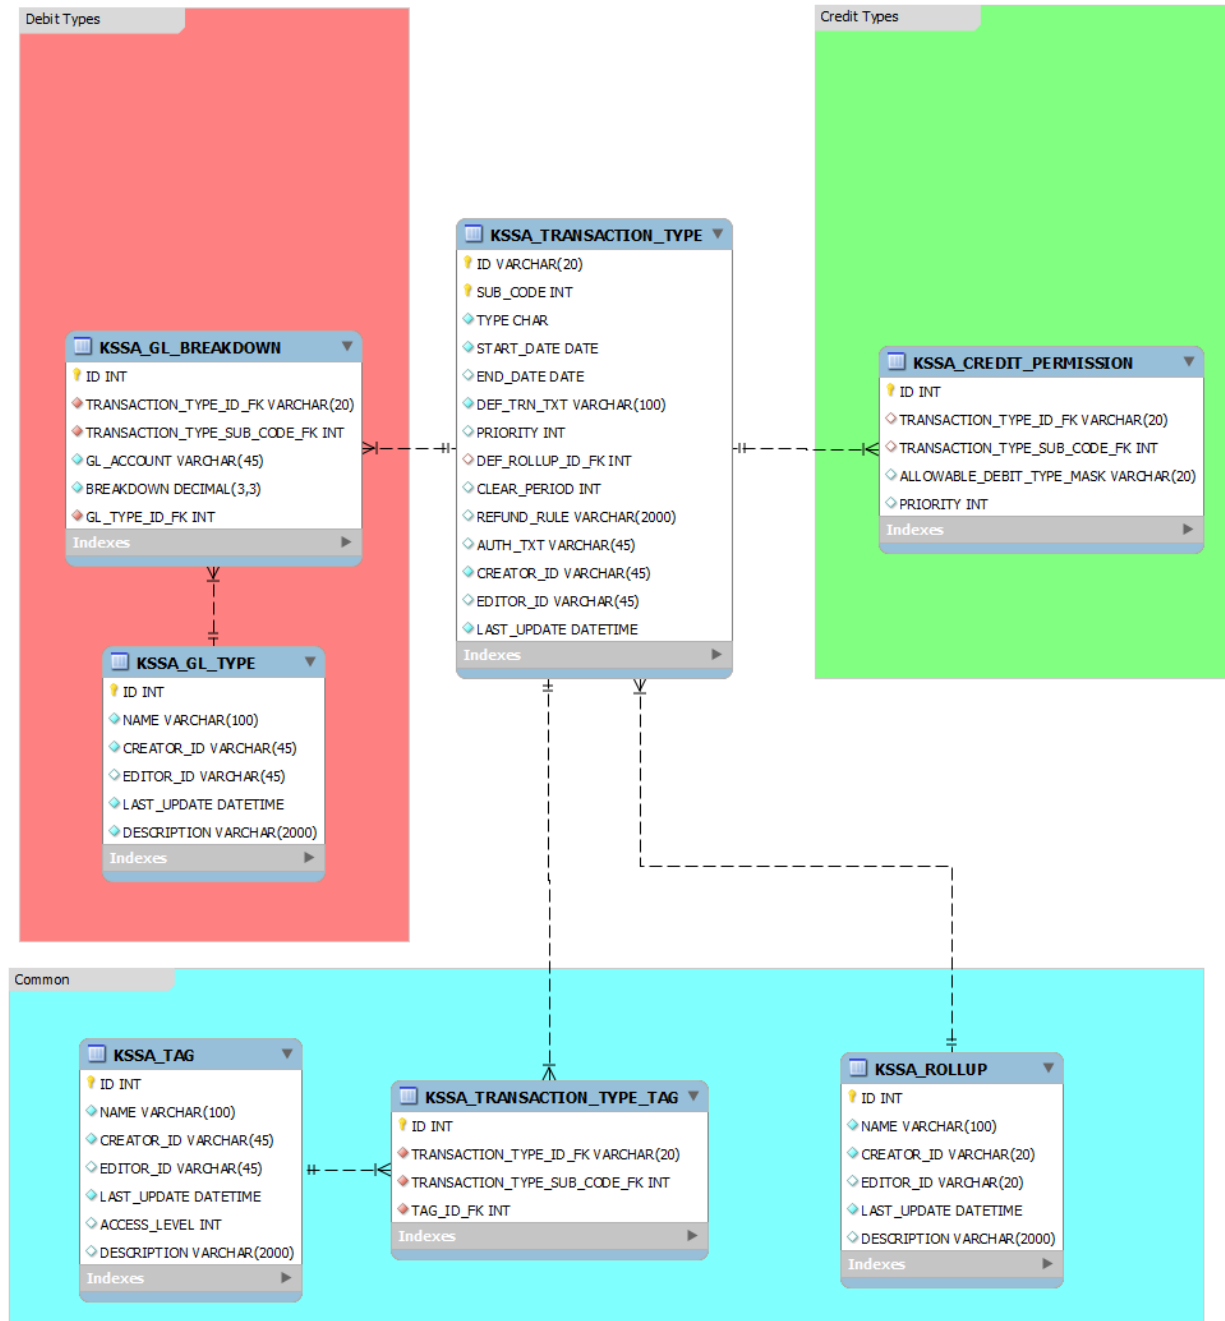 Debit Types
Credit Types
KSSA_TRANSACTION_TYPE
ID VARCHAR(20)
SUB_CODE INT
TYPE CHAR
START_DATE DATE
END_DATE DATE
DEF_TRN_TXT VARCHAR(100)
PRIORITY INT
DEF_ROLLUP_ID_FK INT
CLEAR_PERIOD INT
REFUND_RULE VARCHAR(2000)
AUTH_TXT VARCHAR(45)
CREATOR_ID VARCHAR(45)
EDITOR_ID VARCHAR(45)
LAST_UPDATE DATETIME
Indexes
KSSA_GL_BREAKDOWN
ID INT
TRANSACTION_TYPE_ID_FK VARCHAR(20)
TRANSACTION_TYPE_SUB_CODE_FK INT
GL_ACCOUNT VARCHAR(45)
BREAKDOWN DECIMAL(3,3)
GL_TYPE_ID_FK INT
Indexes
KSSA_CREDIT_PERMISSION
ID INT
TRANSACTION_TYPE_ID_FK VARCHAR(20)
TRANSACTION_TYPE_SUB_CODE_FK INT
ALLOWABLE_DEBIT_TYPE_MASK VARCHAR(20)
PRIORITY INT
Indexes
KSSA_GL_TYPE
ID INT
NAME VARCHAR(100)
CREATOR_ID VARCHAR(45)
EDITOR_ID VARCHAR(45)
LAST_UPDATE DATETIME
DESCRIPTION VARCHAR(2000)
Indexes
Common
KSSA_TAG
ID INT
NAME VARCHAR(100)
CREATOR_ID VARCHAR(45)
EDITOR_ID VARCHAR(45)
LAST_UPDATE DATETIME
ACCESS_LEVEL INT
DESCRIPTION VARCHAR(2000)
Indexes
KSSA_TRANSACTION_TYPE_TAG
ID INT
TRANSACTION_TYPE_ID_FK VARCHAR(20)
TRANSACTION_TYPE_SUB_CODE_FK INT
TAG_ID_FK INT
Indexes
KSSA_ROLLUP
ID INT
NAME VARCHAR(100)
CREATOR_ID VARCHAR(20)
EDITOR_ID VARCHAR(20)
LAST_UPDATE DATETIME
DESCRIPTION VARCHAR(2000)
Indexes